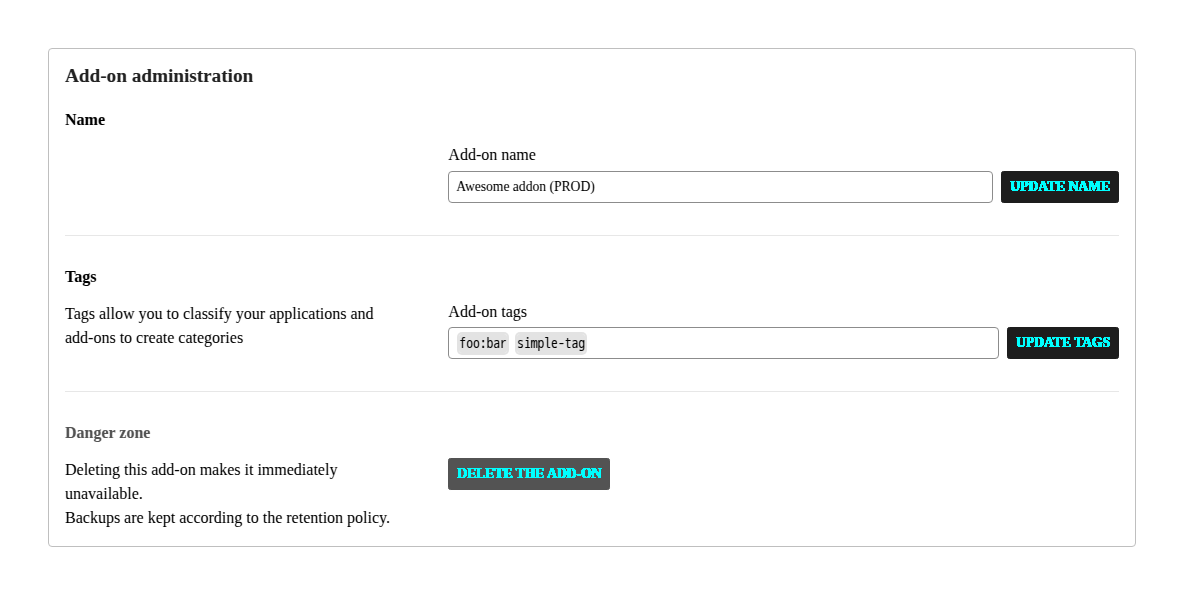 Add-on administration
Name
Add-on name
Awesome addon (PROD)
UPDATE NAME
Tags
Tags allow you to classify your applications and
add-ons to create categories
Add-on tags
foo:bar simple-tag
UPDATE TAGS
Danger zone
Deleting this add-on makes it immediately
unavailable.
Backups are kept according to the retention policy.
DELETE THE ADD-ON